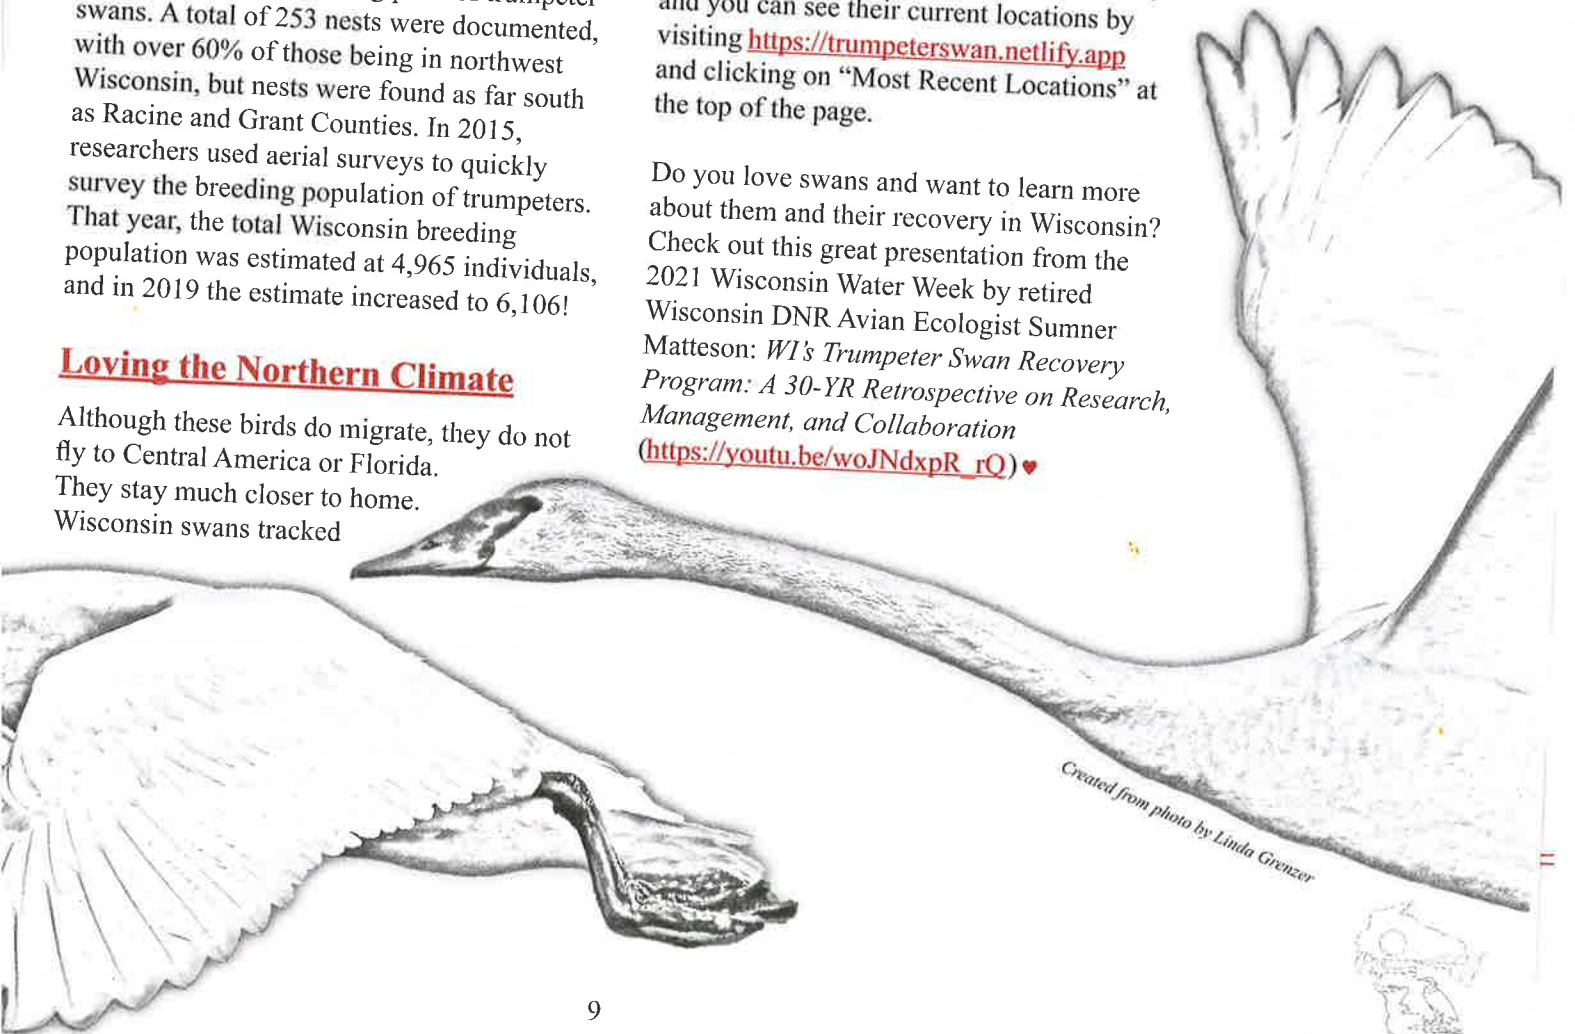 swans. A total of 253 nests were documented,
with over 60% of those being in northwest
Wisconsin, but nests were found as far south
as Racine and Grant Counties. In 2015,
researchers used aerial surveys to quickly
survey the breeding population of trumpeters.
That year, the total Wisconsin breeding
population was estimated at 4,965 individuals,
and in 2019 the estimate increased to 6,106!
Loving the Northern Climate
Although these birds do migrate, they do not
fly to Central America or Florida.
They stay much closer to home.
Wisconsin swans tracked
and you can see their current locations by
visiting https://trumpeterswan.netlify.app
and clicking on “Most Recent Locations” at
the top of the page.
Do you love swans and want to learn more
about them and their recovery in Wisconsin?
Check out this great presentation from the
2021 Wisconsin Water Week by retired
Wisconsin DNR Avian Ecologist Sumner
Matteson: WI's Trumpeter Swan Recovery
Program: A 30-YR Retrospective on Research,
Management, and Collaboration
(https://youtu.be/woJNdxpR_rQ)♥
Created from photo by Linda Grenzer
9